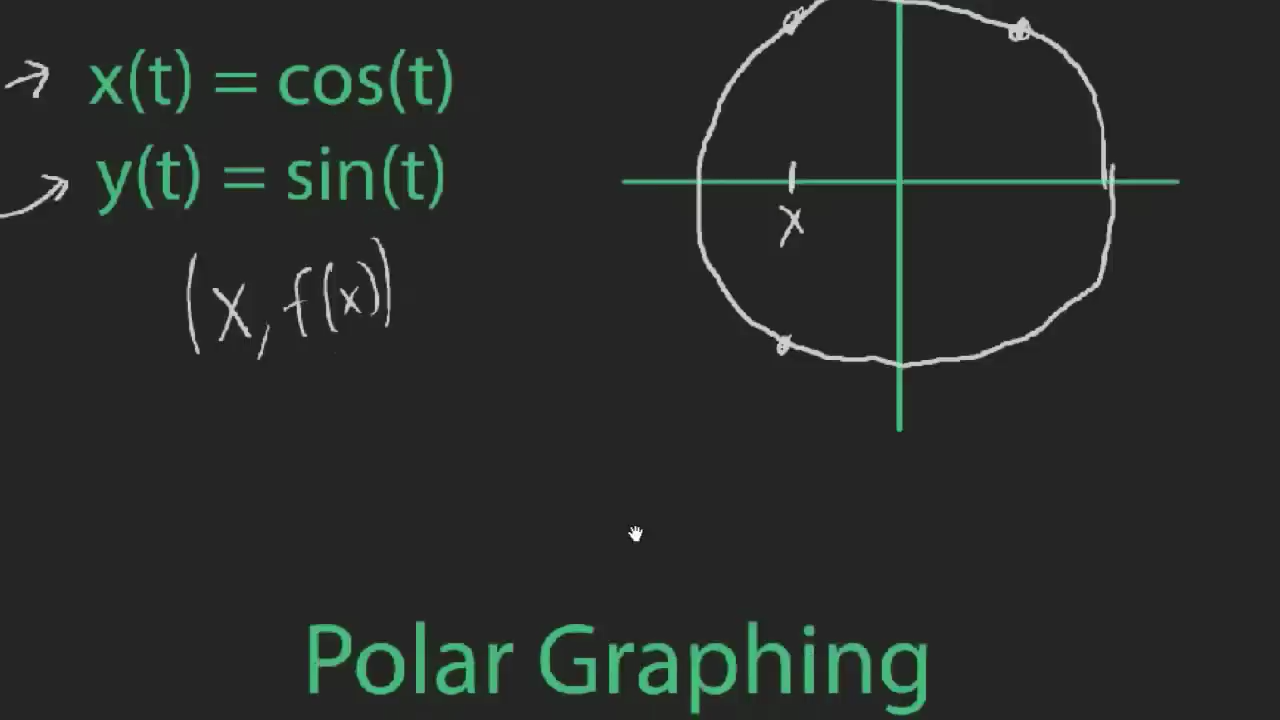 x(t) = cos(t)
y(t) = sin(t)
(x, f(x))
x
Polar Graphing